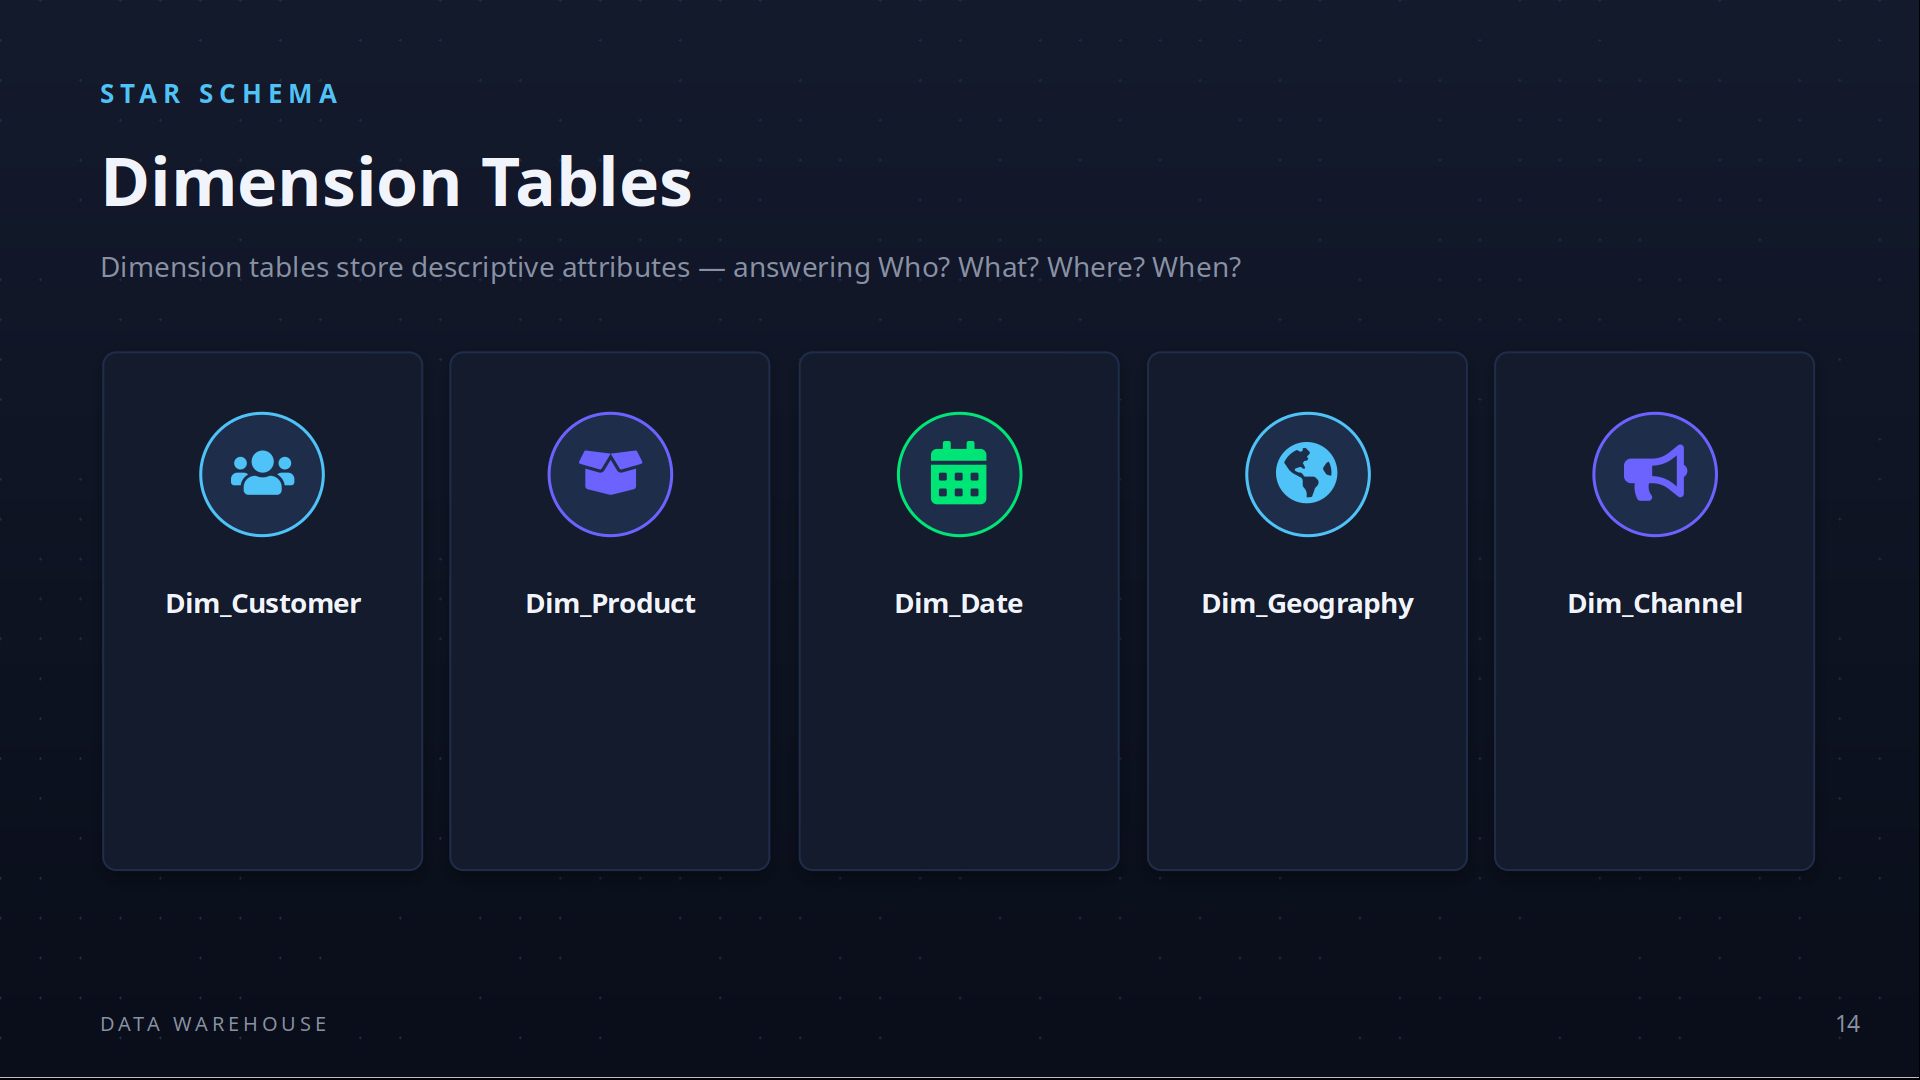 STAR SCHEMA
Dimension Tables
Dimension tables store descriptive attributes — answering Who? What? Where? When?
Dim_Customer
Dim_Product
Dim_Date
Dim_Geography
Dim_Channel
DATA WAREHOUSE
14